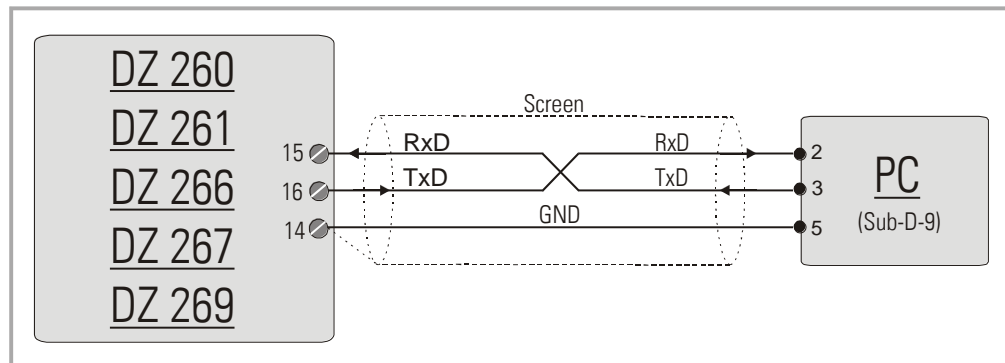 DZ 260
DZ 261
DZ 266
DZ 267
DZ 269
Screen
15 RxD RxD 2
16 TxD TxD 3
14 GND 5
PC
(Sub-D-9)